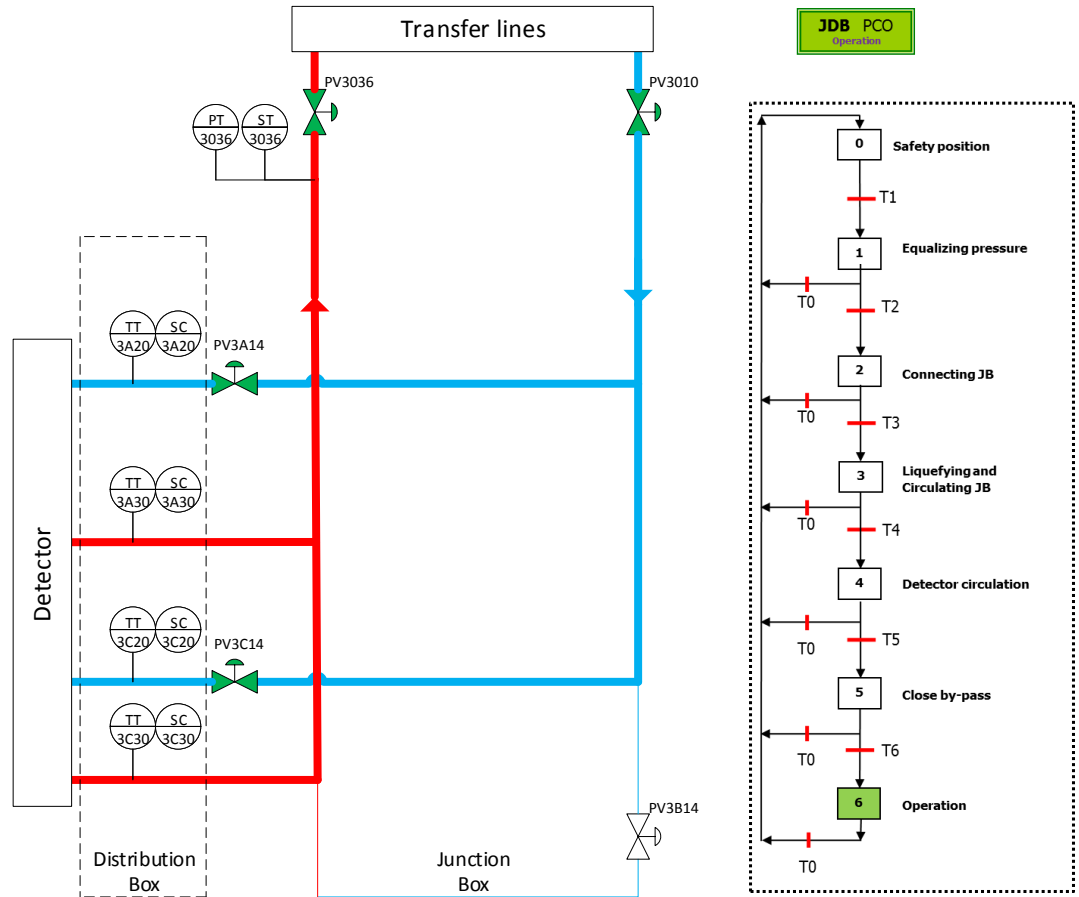 Transfer lines
JDB PCO
Operation
PV3036
PV3010
PT
3036
ST
3036
TT
3A20
SC
3A20
PV3A14
TT
3A30
SC
3A30
Detector
TT
3C20
SC
3C20
PV3C14
TT
3C30
SC
3C30
PV3B14
Distribution
Box
Junction
Box
0
Safety position
T1
1
Equalizing pressure
T0
T2
2
Connecting JB
T0
T3
3
Liquefying and
Circulating JB
T0
T4
4
Detector circulation
T0
T5
5
Close by-pass
T0
T6
6
Operation
T0